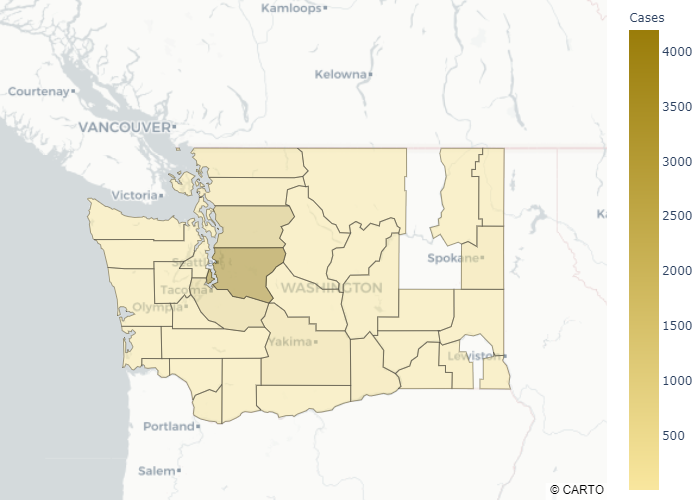 Kamloops
Cases
4000
Kelowna
Courtenay
3500
VANCOUVER
3000
Victoria
2500
Spokane
Seattle
2000
WASHINGTON
Tacoma
Olympia
1500
Yakima
Lewiston
1000
Portland
500
Salem
© CARTO